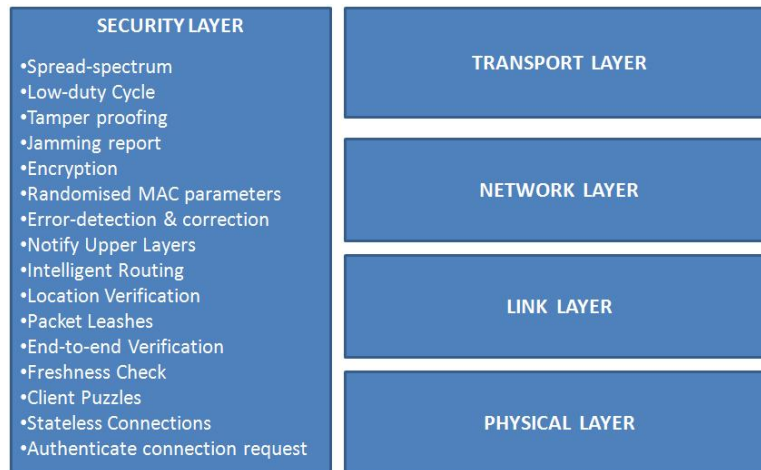 SECURITY LAYER
•Spread-spectrum
•Low-duty Cycle
•Tamper proofing
•Jamming report
•Encryption
•Randomised MAC parameters
•Error-detection & correction
•Notify Upper Layers
•Intelligent Routing
•Location Verification
•Packet Leashes
•End-to-end Verification
•Freshness Check
•Client Puzzles
•Stateless Connections
•Authenticate connection request
TRANSPORT LAYER
NETWORK LAYER
LINK LAYER
PHYSICAL LAYER